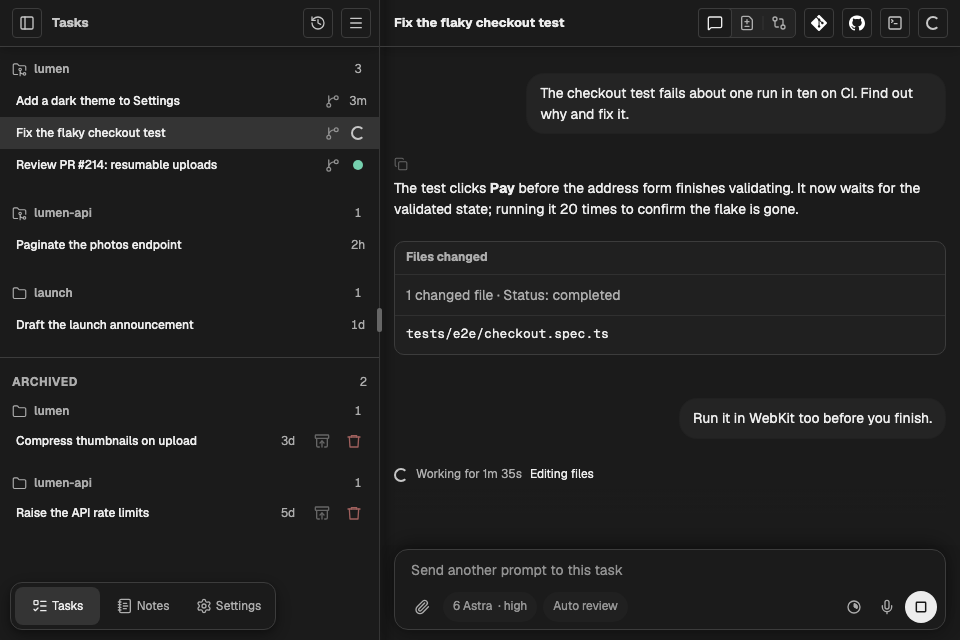 Tasks
lumen 3
Add a dark theme to Settings 3m
Fix the flaky checkout test
Review PR #214: resumable uploads
lumen-api 1
Paginate the photos endpoint 2h
launch 1
Draft the launch announcement 1d
ARCHIVED 2
lumen 1
Compress thumbnails on upload 3d
lumen-api 1
Raise the API rate limits 5d
Tasks Notes Settings
Fix the flaky checkout test
The checkout test fails about one run in ten on CI. Find out
why and fix it.
The test clicks Pay before the address form finishes validating. It now waits for the
validated state; running it 20 times to confirm the flake is gone.
Files changed
1 changed file · Status: completed
tests/e2e/checkout.spec.ts
Run it in WebKit too before you finish.
Working for 1m 35s Editing files
Send another prompt to this task
6 Astra · high Auto review